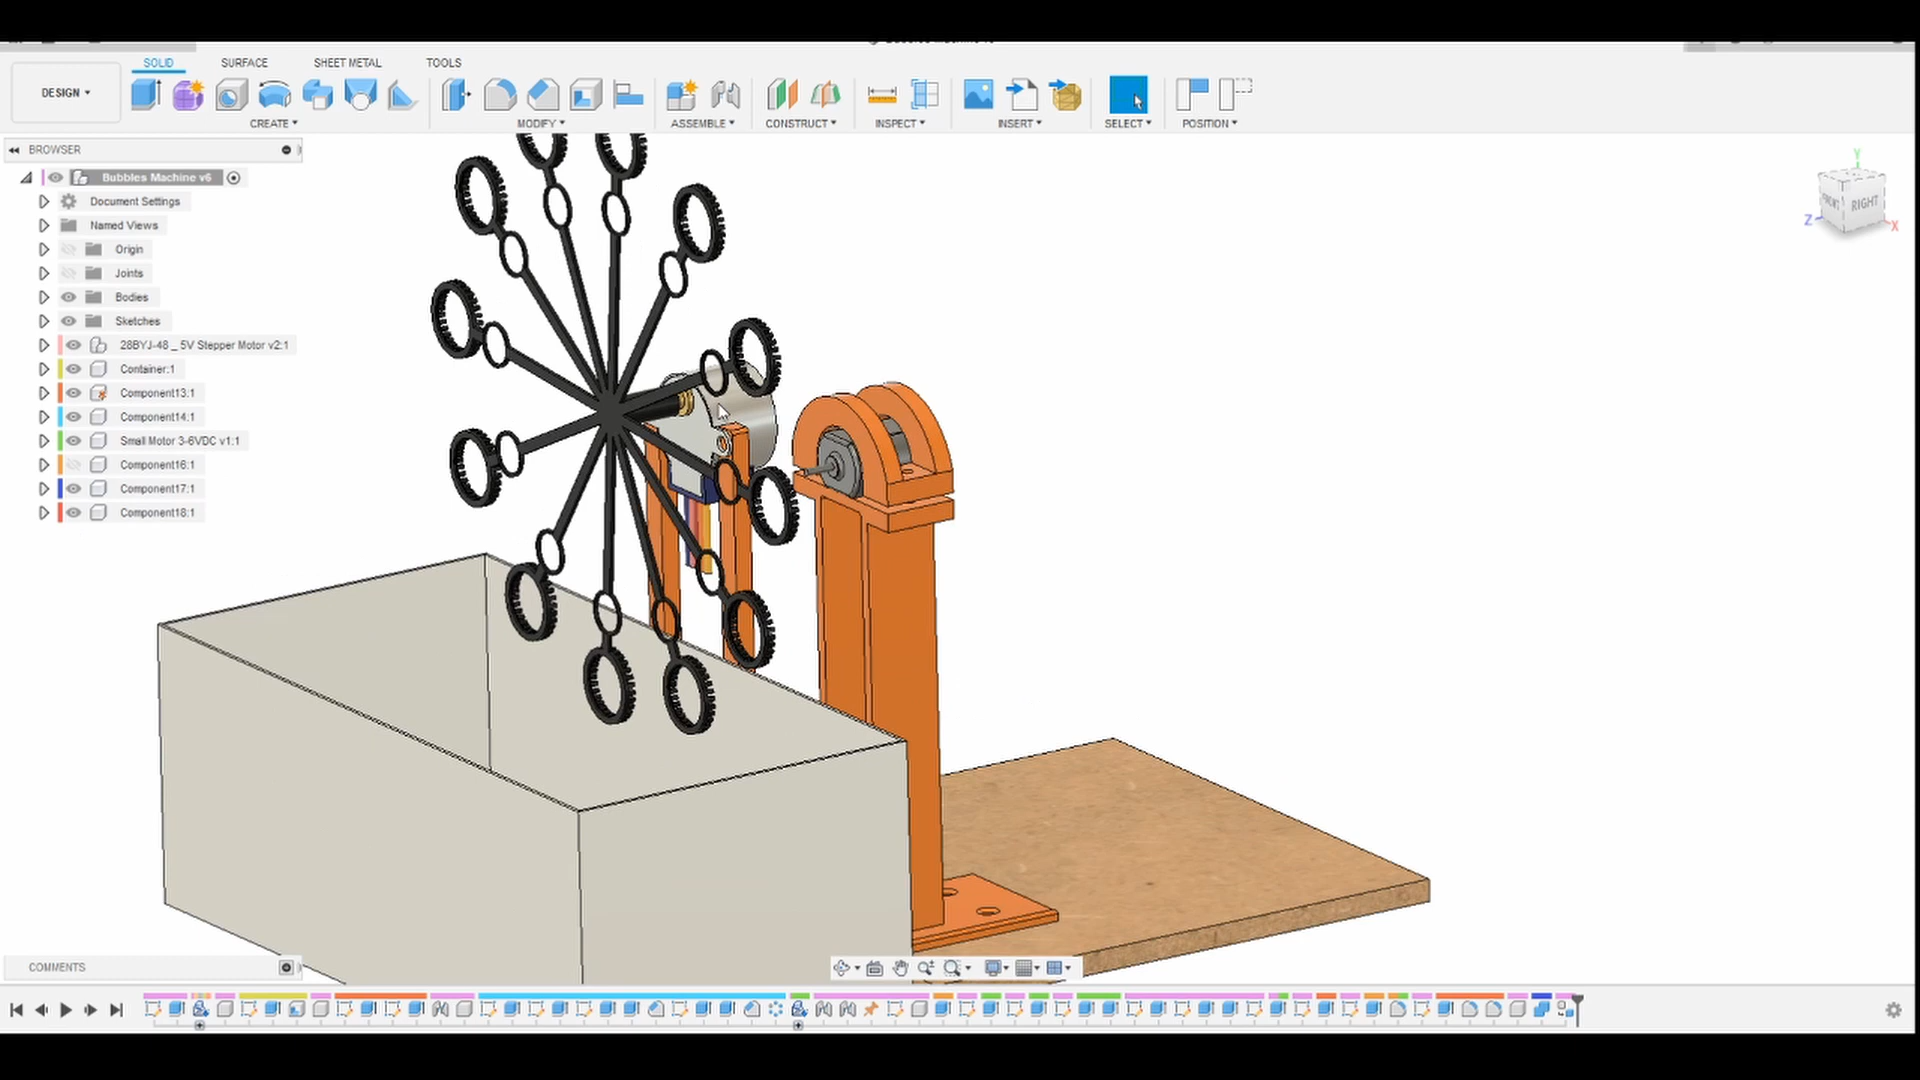 SOLID SURFACE SHEET METAL TOOLS
DESIGN
CREATE MODIFY ASSEMBLE CONSTRUCT INSPECT INSERT SELECT POSITION
BROWSER
Bubbles Machine v6
Document Settings
Named Views
Origin
Joints
Bodies
Sketches
28BYJ-48 _ 5V Stepper Motor v2:1
Container:1
Component13:1
Component14:1
Small Motor 3-6VDC v1:1
Component16:1
Component17:1
Component18:1
Y
FRONT RIGHT
Z X
COMMENTS